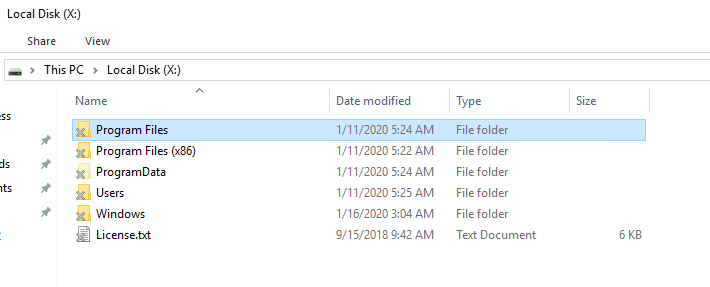 Local Disk (X:)
Share View
This PC > Local Disk (X:)
Name Date modified Type Size
ess
Program Files 1/11/2020 5:24 AM File folder
Program Files (x86) 1/11/2020 5:22 AM File folder
ds ProgramData 1/11/2020 5:24 AM File folder
nts Users 1/11/2020 5:25 AM File folder
Windows 1/16/2020 3:04 AM File folder
License.txt 9/15/2018 9:42 AM Text Document 6 KB